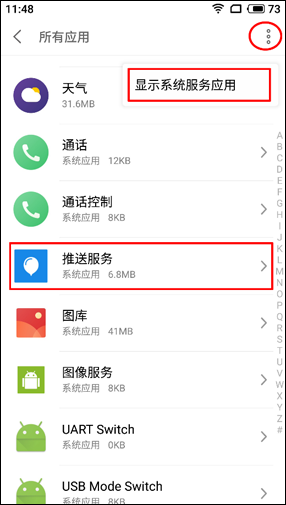 11:48
73
所有应用
显示系统服务应用
天气
31.6MB
通话
系统应用 12KB
通话控制
系统应用 8KB
推送服务
系统应用 6.8MB
图库
系统应用 41MB
图像服务
系统应用 8KB
UART Switch
系统应用 0KB
USB Mode Switch
系统应用 8KB
A
B
C
D
E
F
G
H
I
J
K
L
M
N
O
P
Q
R
S
T
U
V
W
X
Y
Z
#